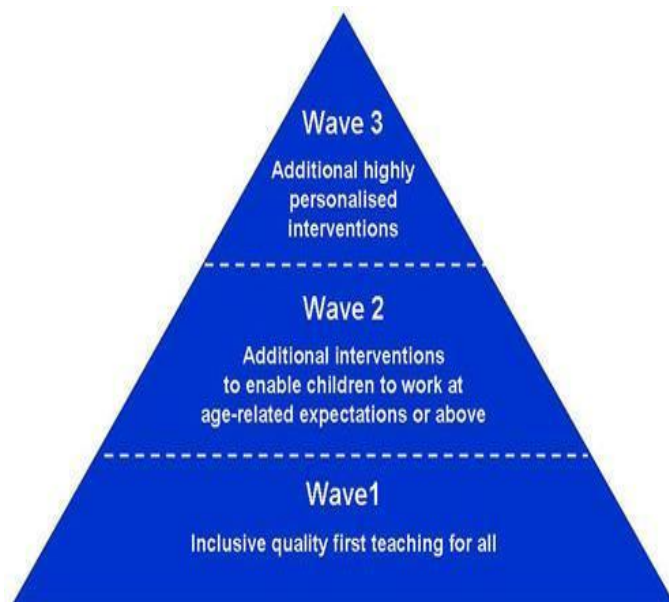 Wave 3
Additional highly
personalised
interventions
Wave 2
Additional interventions
to enable children to work at
age-related expectations or above
Wave1
Inclusive quality first teaching for all